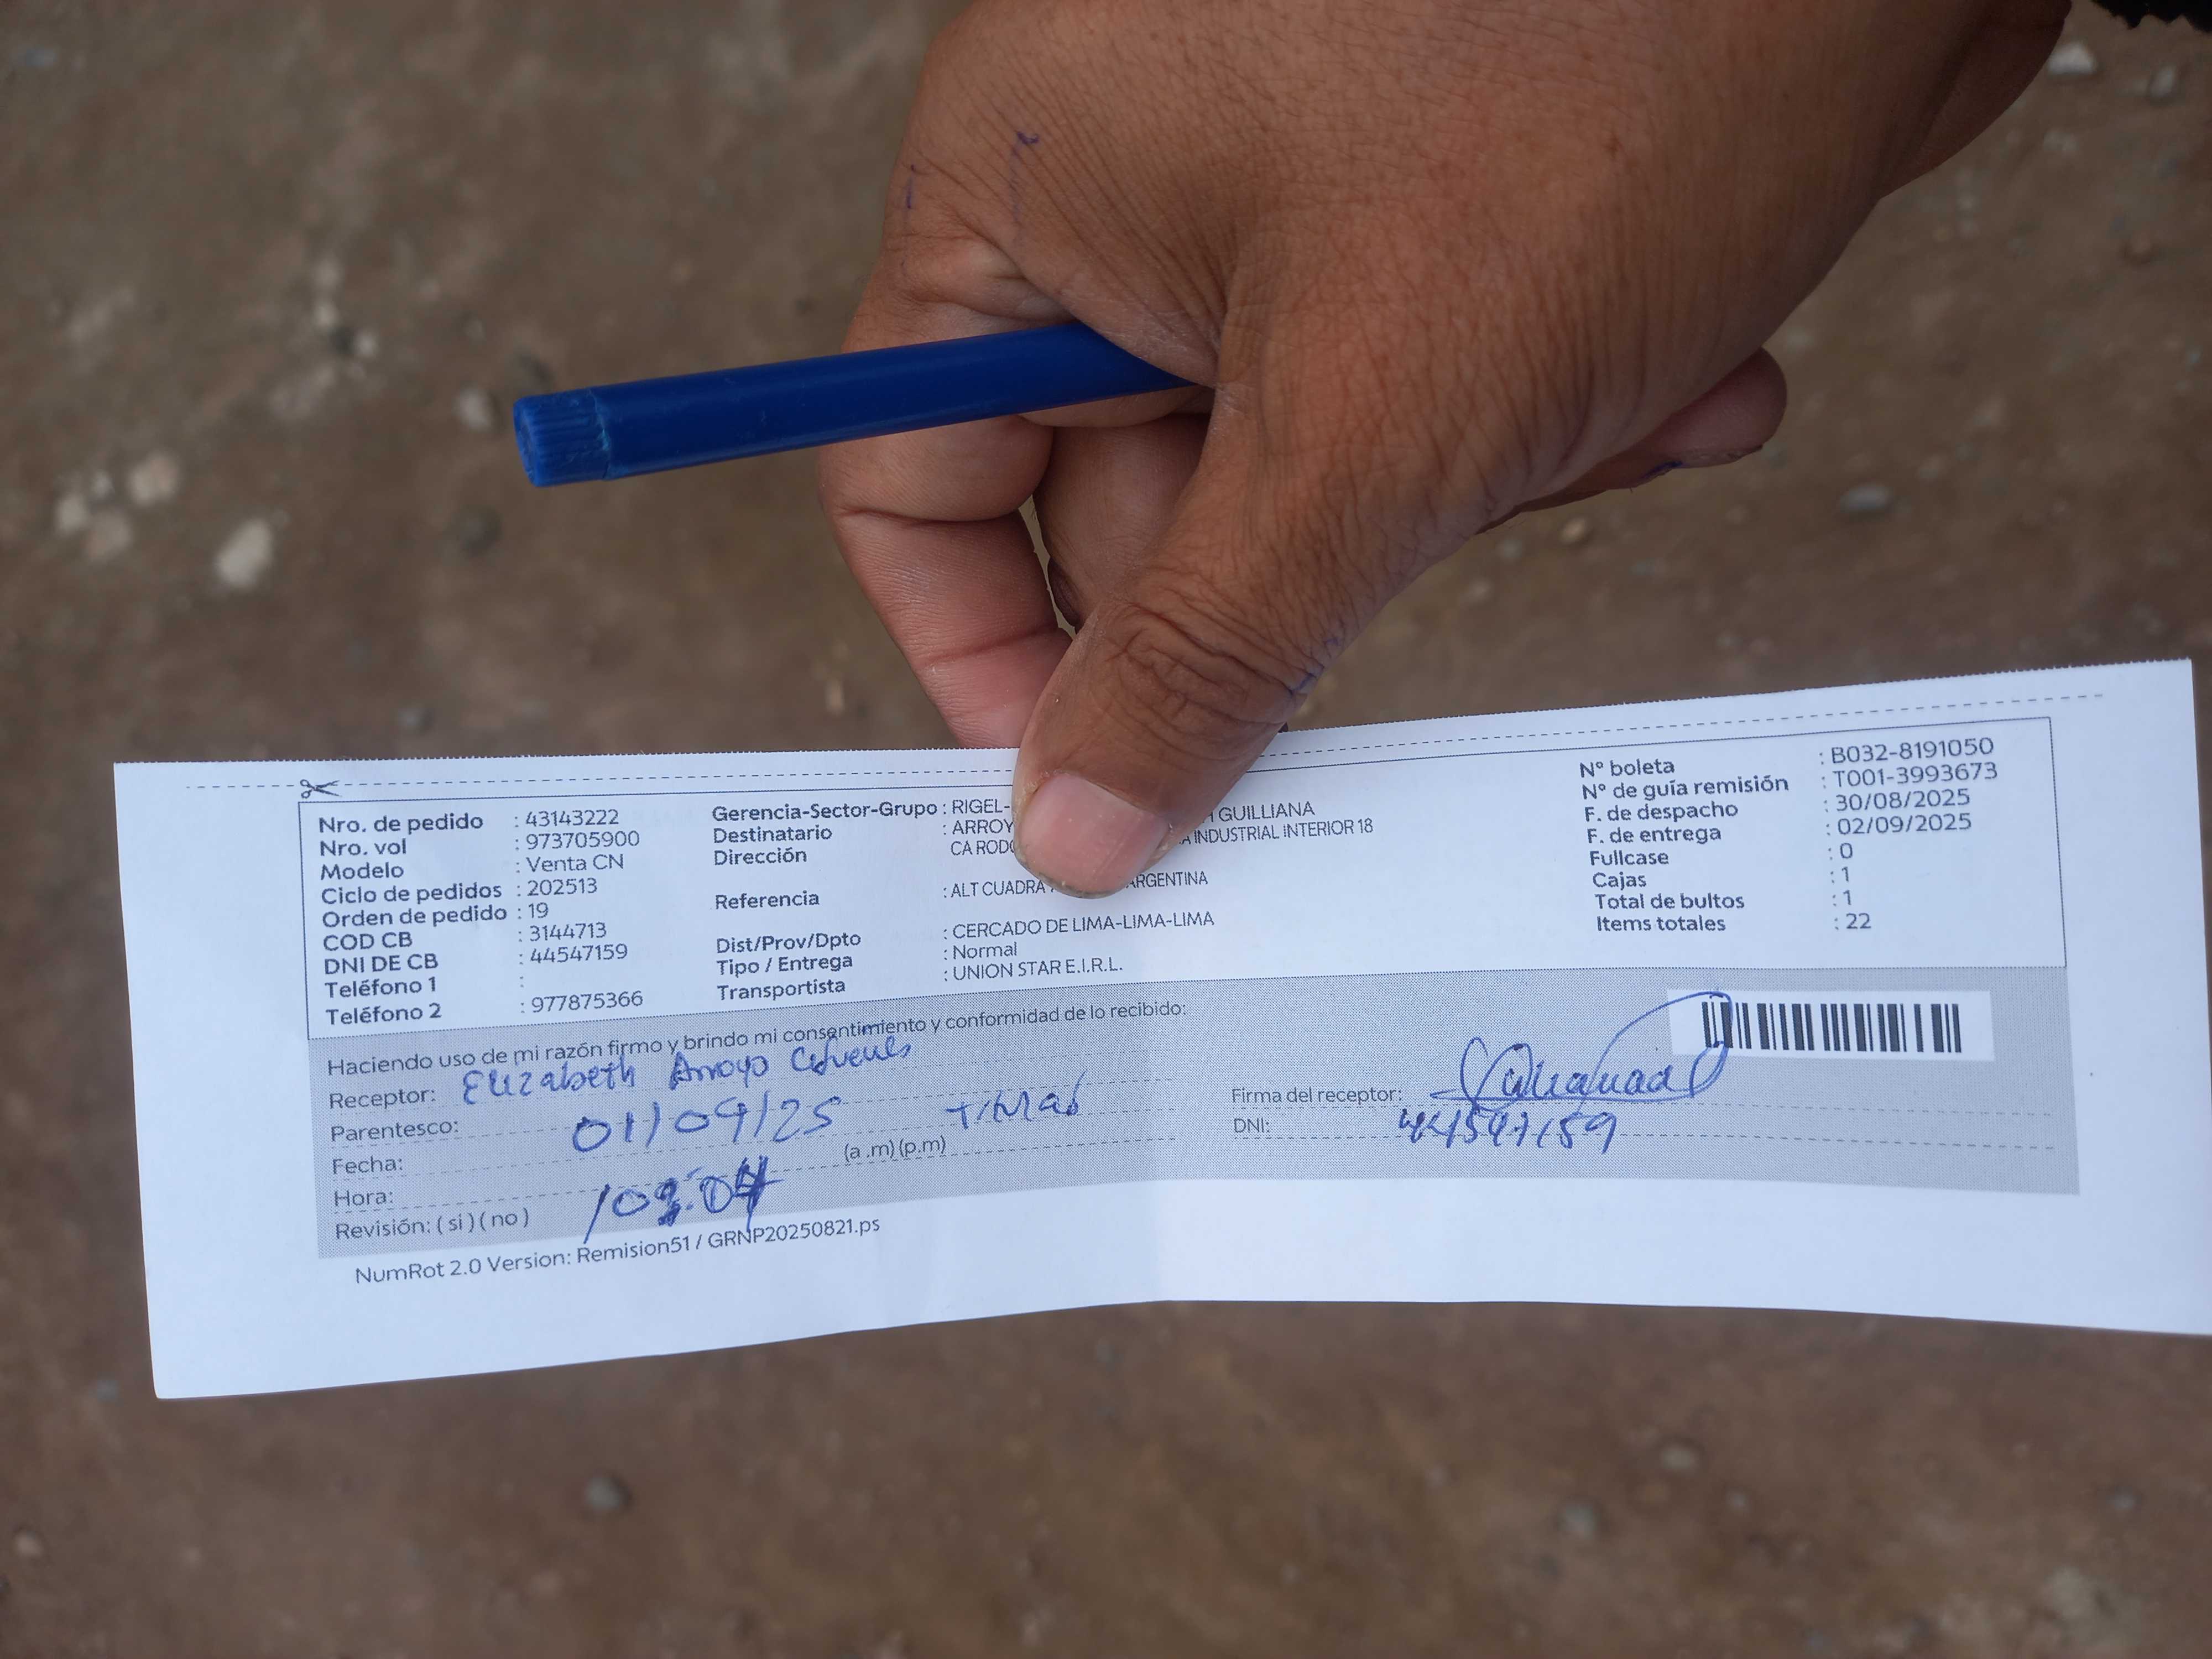 Nro. de pedido : 43143222
Nro. vol : 973705900
Modelo : Venta CN
Ciclo de pedidos : 202513
Orden de pedido : 19
COD CB : 3144713
DNI DE CB : 44547159
Teléfono 1 :
Teléfono 2 : 977875366
Gerencia-Sector-Grupo : RIGEL-
Destinatario : ARROY GUILLIANA
Dirección CA ROD INDUSTRIAL INTERIOR 18
Referencia : ALT CUADRA ARGENTINA
Dist/Prov/Dpto : CERCADO DE LIMA-LIMA-LIMA
Tipo / Entrega : Normal
Transportista : UNION STAR E.I.R.L.
N° boleta : B032-8191050
N° de guía remisión : T001-3993673
F. de despacho : 30/08/2025
F. de entrega : 02/09/2025
Fullcase : 0
Cajas : 1
Total de bultos : 1
Items totales : 22
Haciendo uso de mi razón firmo y brindo mi consentimiento y conformidad de lo recibido:
Receptor: Elizabeth Arroyo
Parentesco:
Fecha: 01/09/25
Hora: (a.m)(p.m)
Revisión: ( si ) ( no )
Firma del receptor:
DNI: 44547159
NumRot 2.0 Version: Remision51 / GRNP20250821.ps